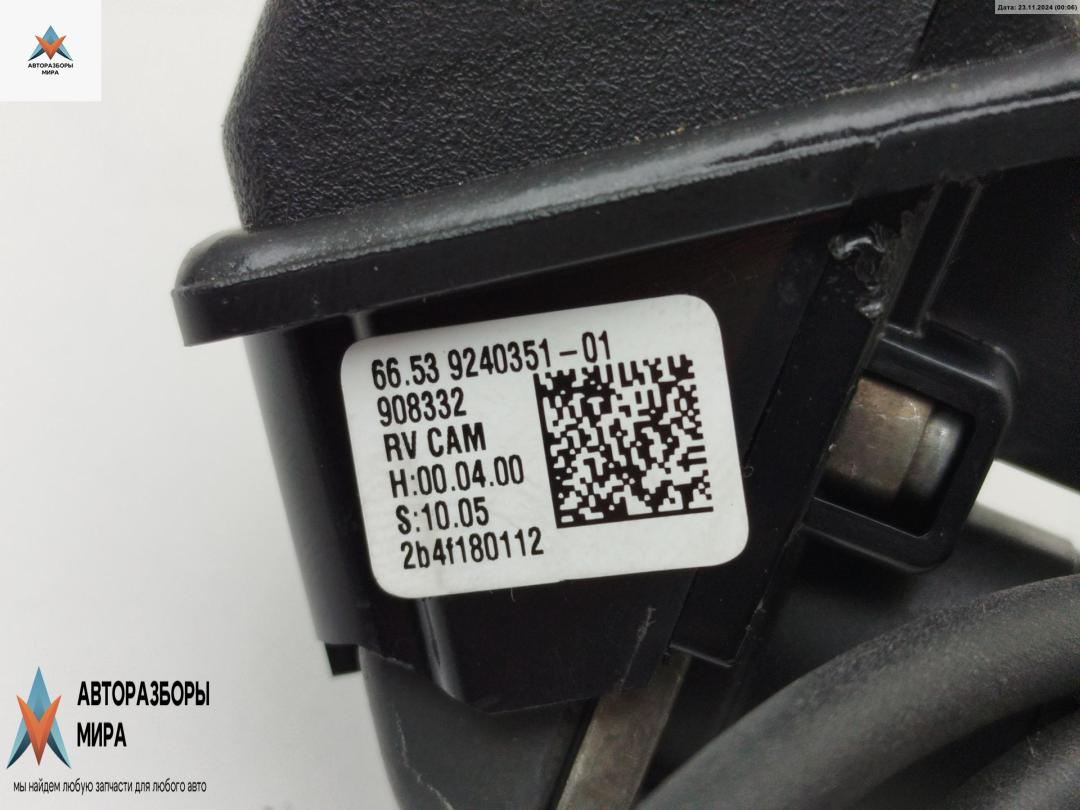 Дата: 23.11.2024 (00:06)
АВТОРАЗБОРЫ
МИРА
66.53 9240351-01
908332
RV CAM
H:00.04.00
S:10.05
2b4f180112
АВТОРАЗБОРЫ
МИРА
мы найдем любую запчасти для любого авто